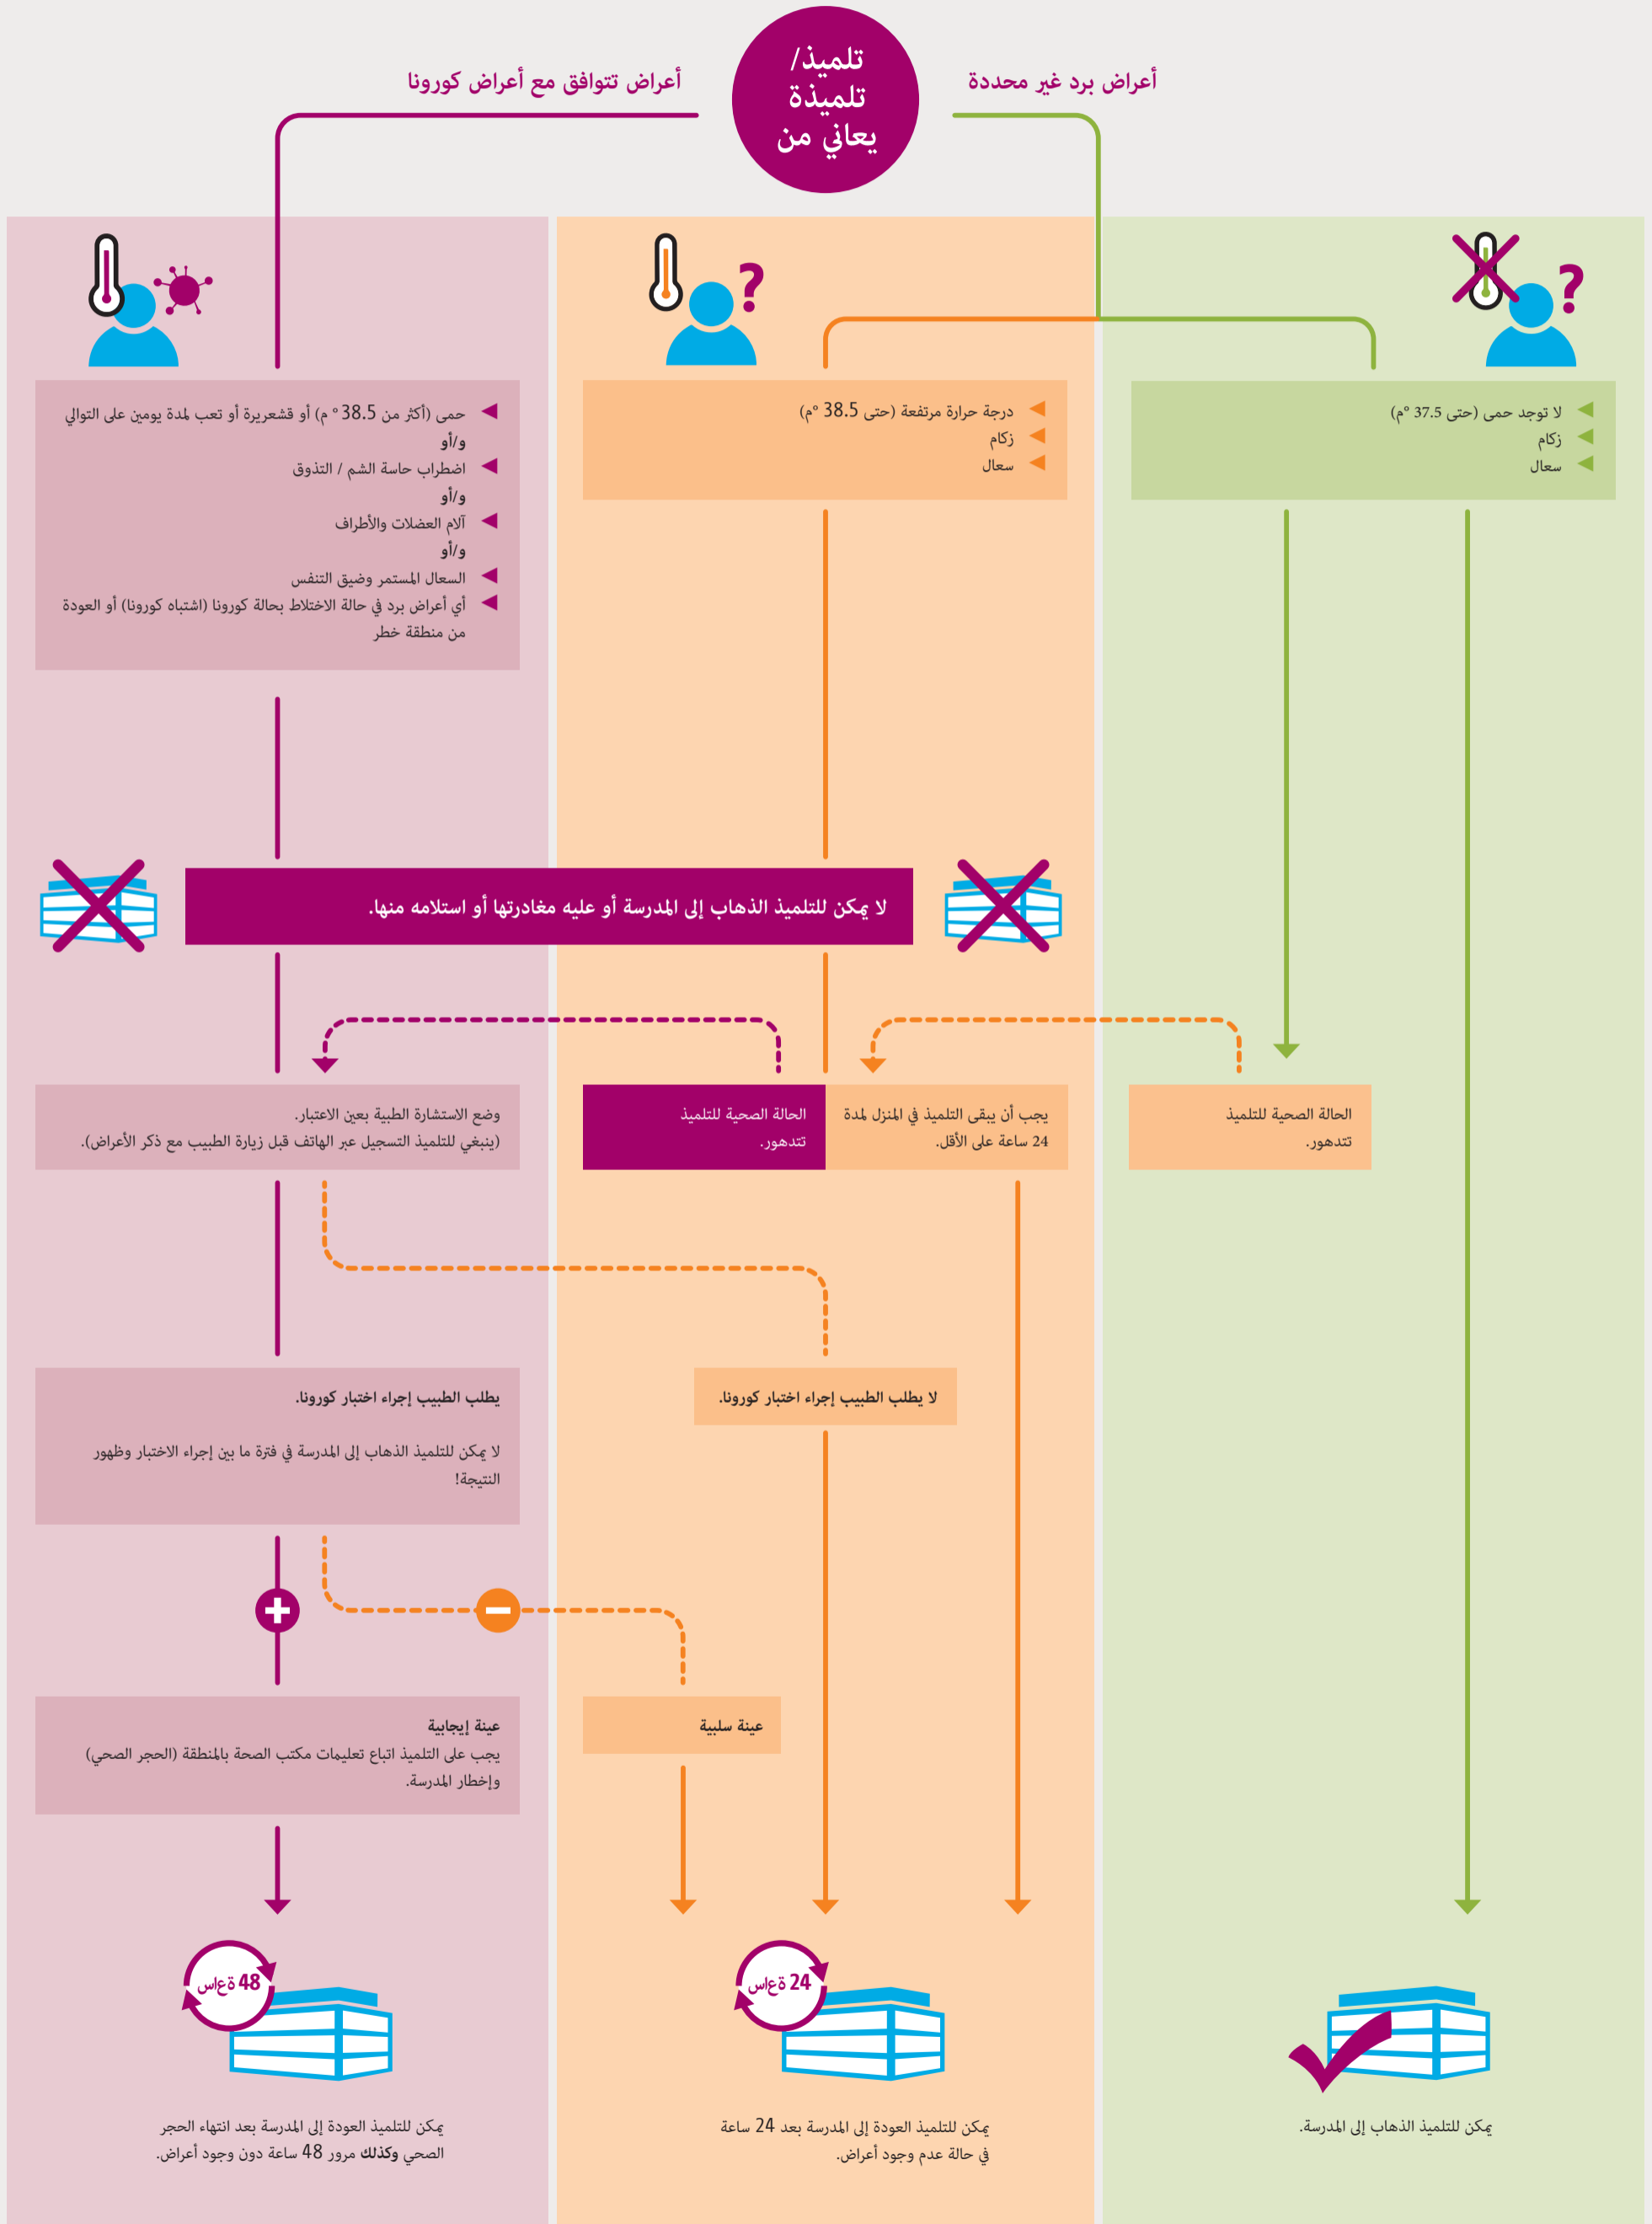 تلميذ/
تلميذة
يعاني من
أعراض برد غير محددة
أعراض تتوافق مع أعراض كورونا
?
?
لا توجد حمى (حتى 37.5 °م)
زكام
سعال
درجة حرارة مرتفعة (حتى 38.5 °م)
زكام
سعال
حمى (أكثر من 38.5 ° م) أو قشعريرة أو تعب لمدة يومين على التوالي
و/أو
اضطراب حاسة الشم / التذوق
و/أو
آلام العضلات والأطراف
و/أو
السعال المستمر وضيق التنفس
أي أعراض برد في حالة الاختلاط بحالة كورونا (اشتباه كورونا) أو العودة
من منطقة خطر
لا يمكن للتلميذ الذهاب إلى المدرسة أو عليه مغادرتها أو استلامه منها.
الحالة الصحية للتلميذ
تتدهور.
يجب أن يبقى التلميذ في المنزل لمدة
24 ساعة على الأقل.
الحالة الصحية للتلميذ
تتدهور.
وضع الاستشارة الطبية بعين الاعتبار.
(ينبغي للتلميذ التسجيل عبر الهاتف قبل زيارة الطبيب مع ذكر الأعراض).
لا يطلب الطبيب إجراء اختبار كورونا.
يطلب الطبيب إجراء اختبار كورونا.
لا يمكن للتلميذ الذهاب إلى المدرسة في فترة ما بين إجراء الاختبار وظهور
النتيجة!
عينة سلبية
عينة إيجابية
يجب على التلميذ اتباع تعليمات مكتب الصحة بالمنطقة (الحجر الصحي)
وإخطار المدرسة.
24 ةعاس
48 ةعاس
يمكن للتلميذ الذهاب إلى المدرسة.
يمكن للتلميذ العودة إلى المدرسة بعد 24 ساعة
في حالة عدم وجود أعراض.
يمكن للتلميذ العودة إلى المدرسة بعد انتهاء الحجر
الصحي وكذلك مرور 48 ساعة دون وجود أعراض.